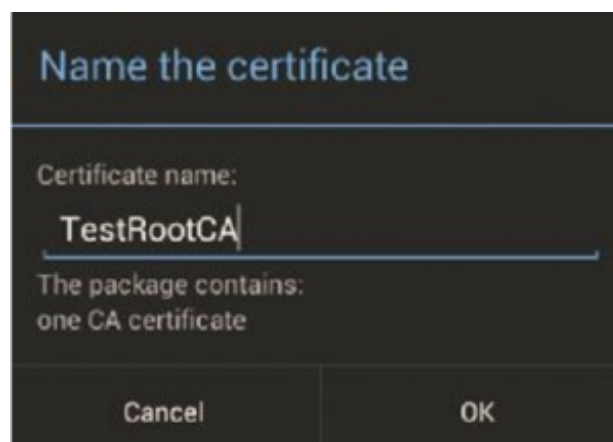 Name the certificate
Certificate name:
TestRootCA
The package contains:
one CA certificate
Cancel OK